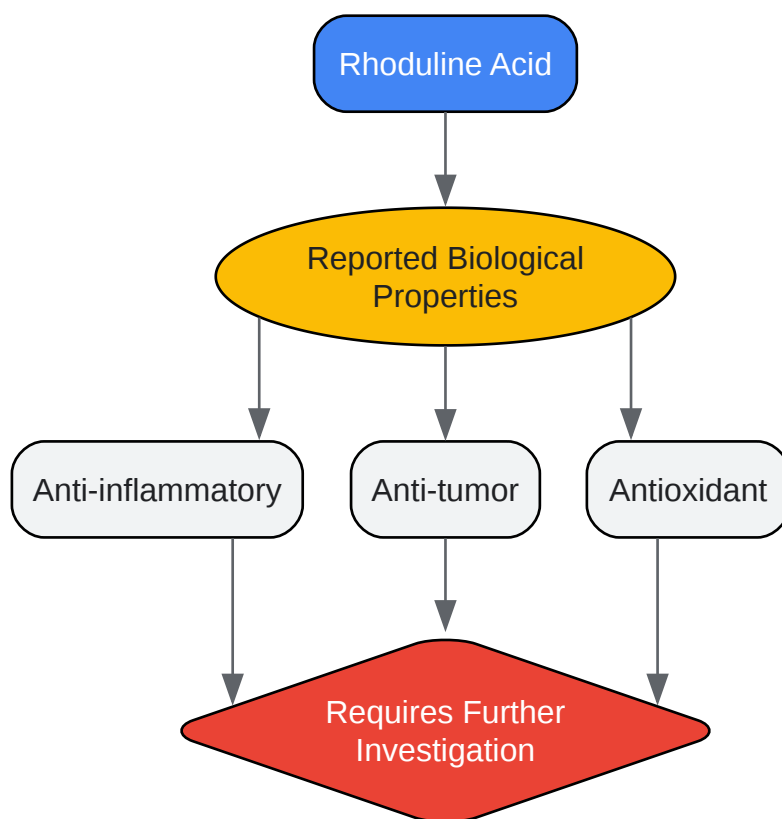 Rhoduline Acid
Reported Biological
Properties
Anti-inflammatory
Anti-tumor
Antioxidant
Requires Further
Investigation